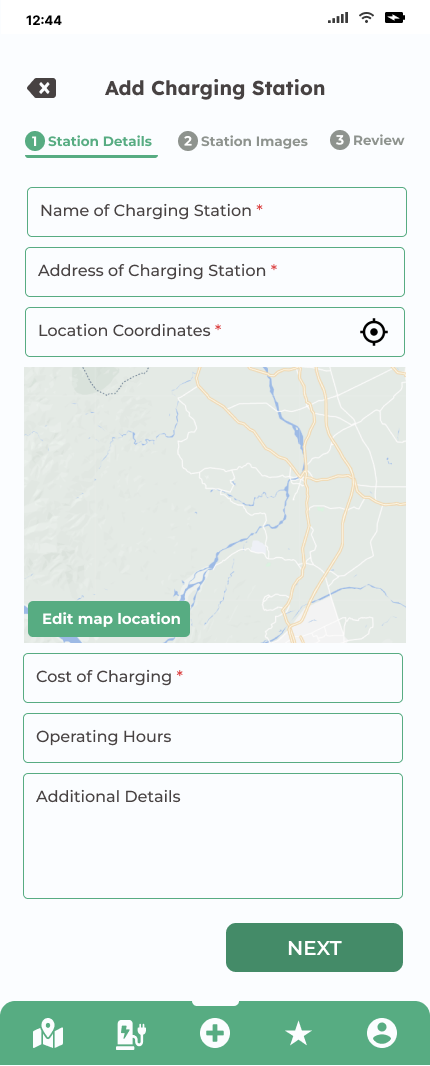 12:44
Add Charging Station
1 Station Details 2 Station Images 3 Review
Name of Charging Station *
Address of Charging Station *
Location Coordinates *
Edit map location
Cost of Charging *
Operating Hours
Additional Details
NEXT